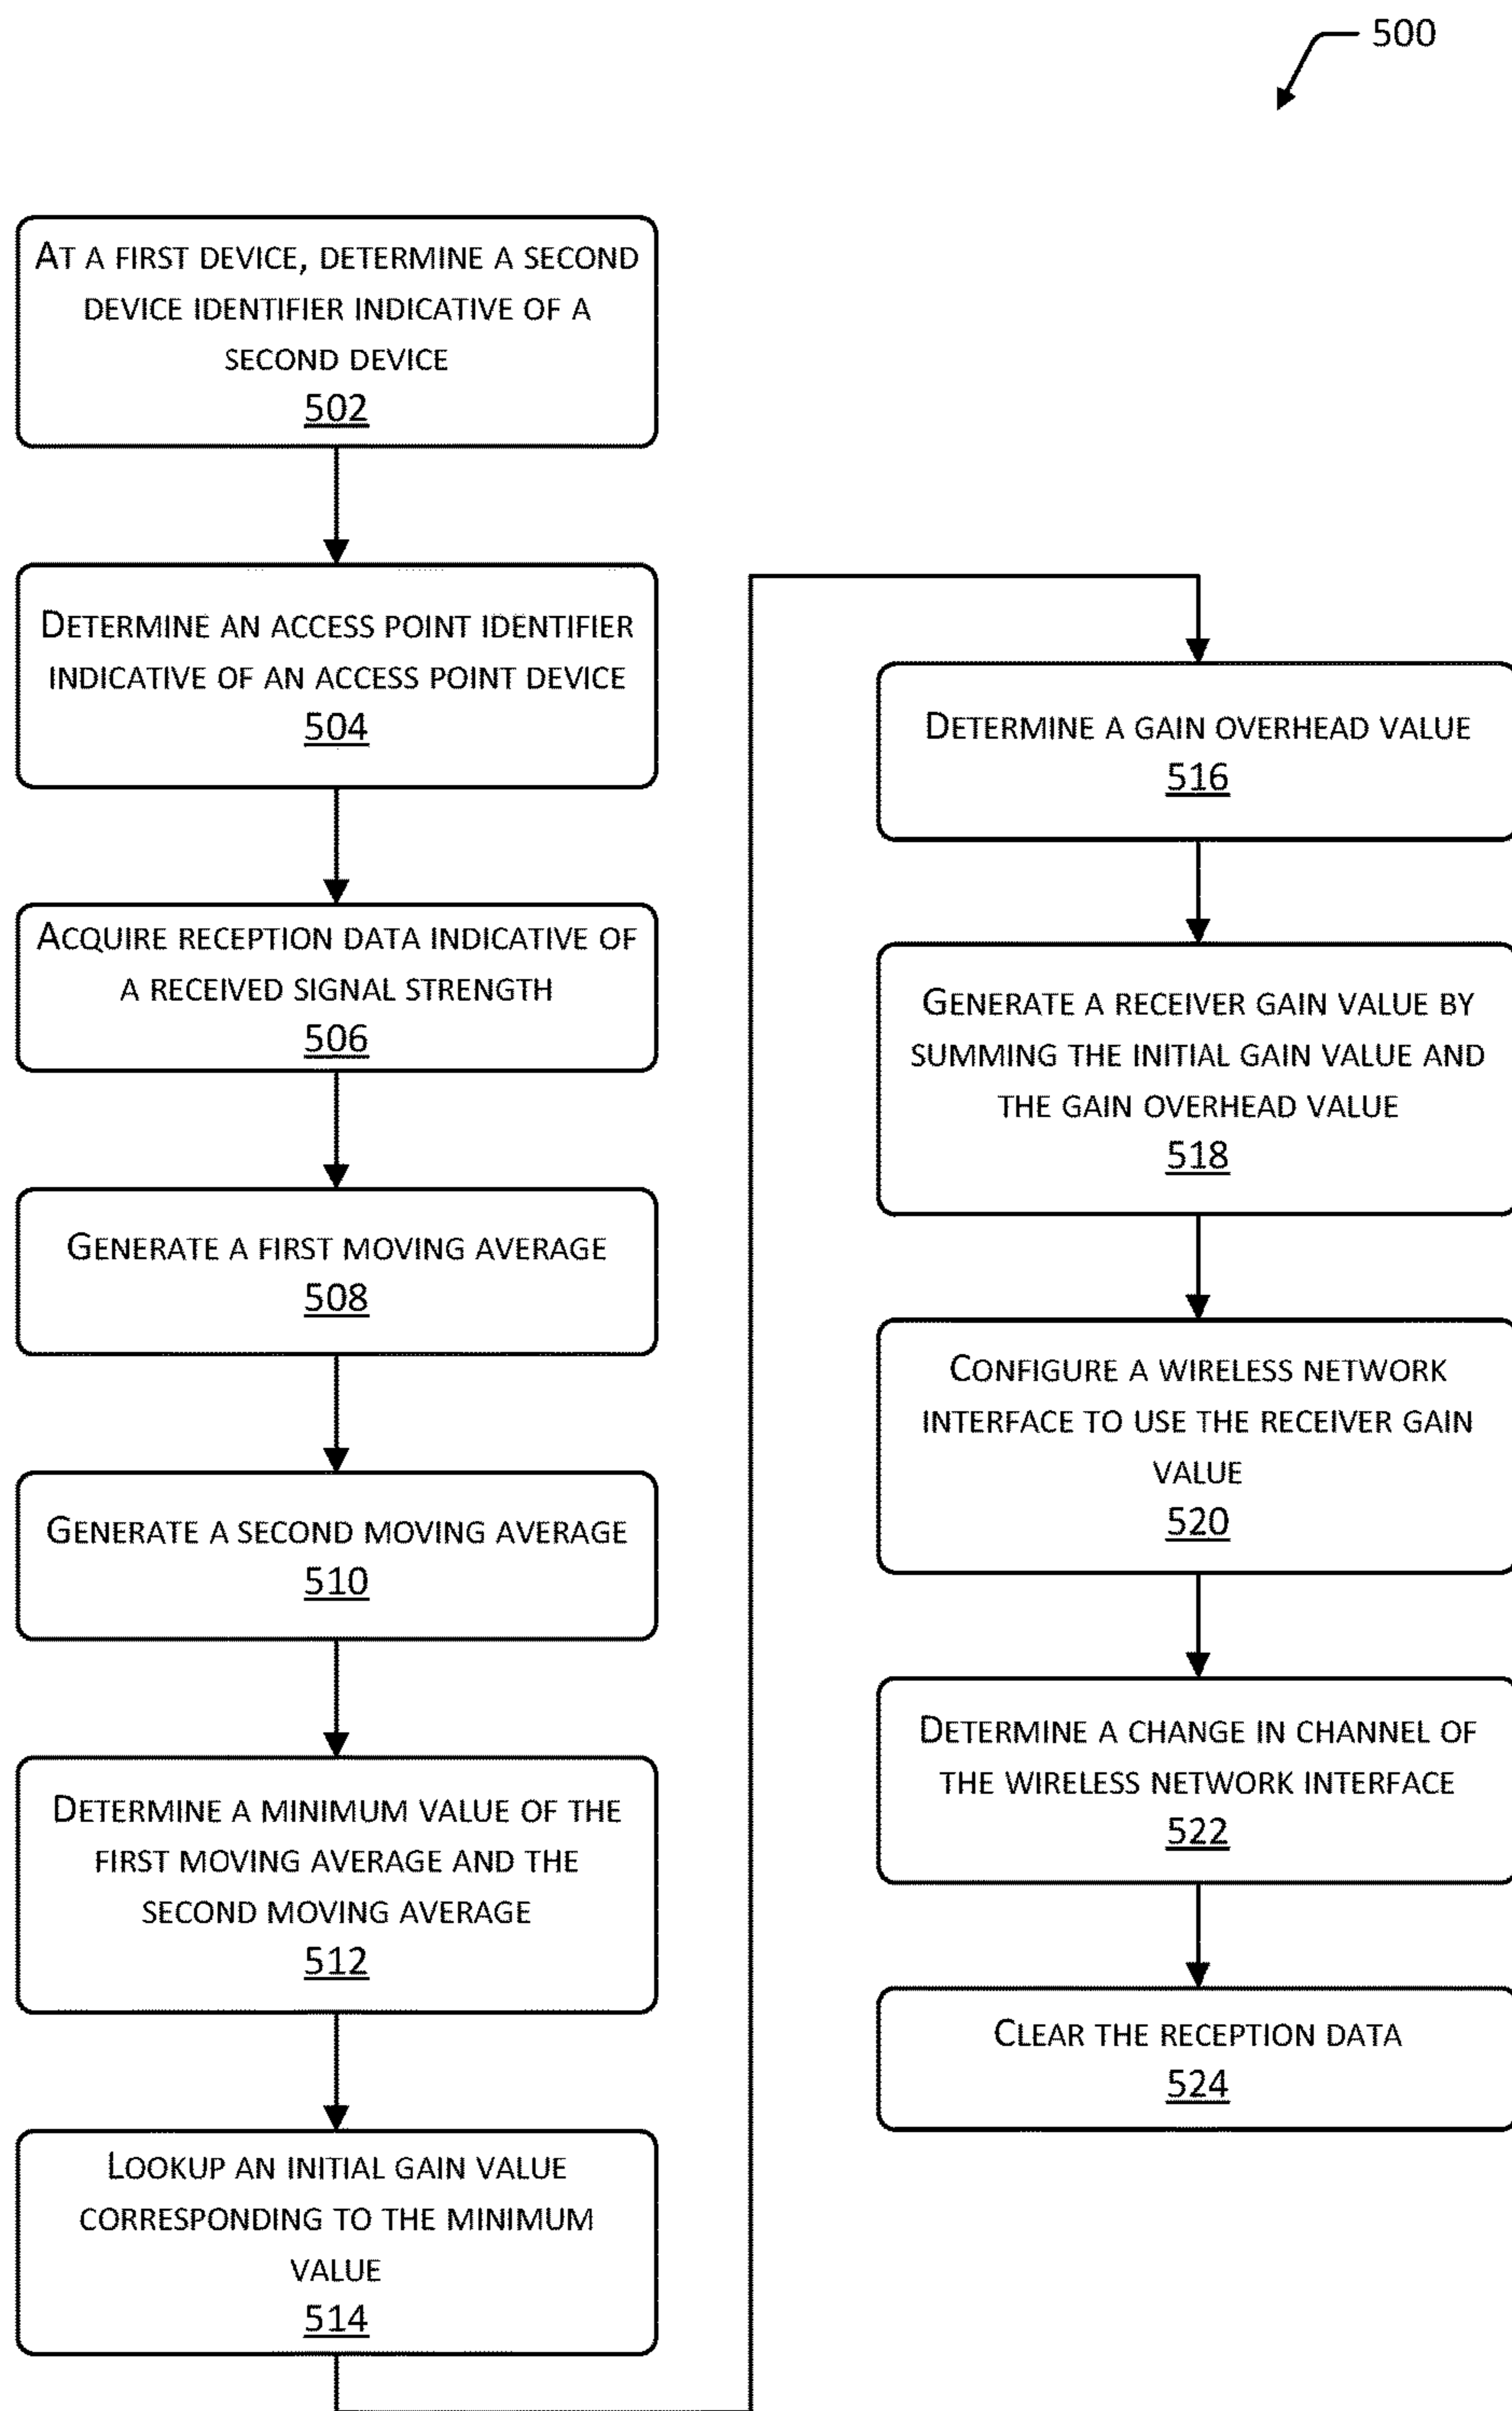 500
AT A FIRST DEVICE, DETERMINE A SECOND
DEVICE IDENTIFIER INDICATIVE OF A
SECOND DEVICE
502
DETERMINE AN ACCESS POINT IDENTIFIER
INDICATIVE OF AN ACCESS POINT DEVICE
504
ACQUIRE RECEPTION DATA INDICATIVE OF
A RECEIVED SIGNAL STRENGTH
506
GENERATE A FIRST MOVING AVERAGE
508
GENERATE A SECOND MOVING AVERAGE
510
DETERMINE A MINIMUM VALUE OF THE
FIRST MOVING AVERAGE AND THE
SECOND MOVING AVERAGE
512
LOOKUP AN INITIAL GAIN VALUE
CORRESPONDING TO THE MINIMUM
VALUE
514
DETERMINE A GAIN OVERHEAD VALUE
516
GENERATE A RECEIVER GAIN VALUE BY
SUMMING THE INITIAL GAIN VALUE AND
THE GAIN OVERHEAD VALUE
518
CONFIGURE A WIRELESS NETWORK
INTERFACE TO USE THE RECEIVER GAIN
VALUE
520
DETERMINE A CHANGE IN CHANNEL OF
THE WIRELESS NETWORK INTERFACE
522
CLEAR THE RECEPTION DATA
524